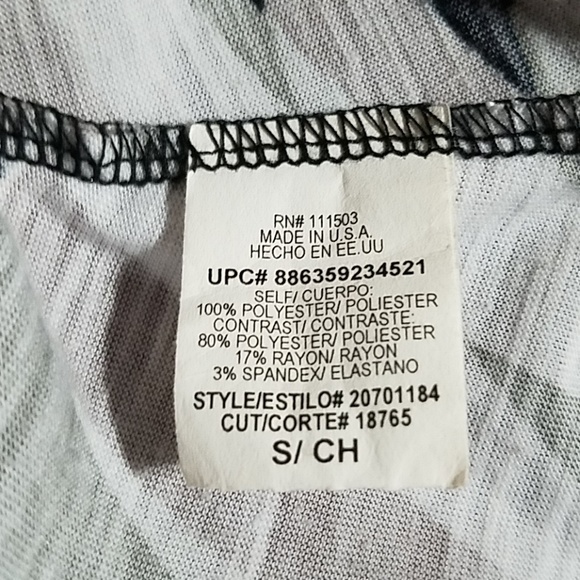 RN# 111503
MADE IN U.S.A.
HECHO EN EE.UU
UPC# 886359234521
SELF/ CUERPO:
100% POLYESTER/ POLIESTER
CONTRAST/ CONTRASTE:
80% POLYESTER/ POLIESTER
17% RAYON/ RAYON
3% SPANDEX/ ELASTANO
STYLE/ESTILO# 20701184
CUT/CORTE# 18765
S/ CH